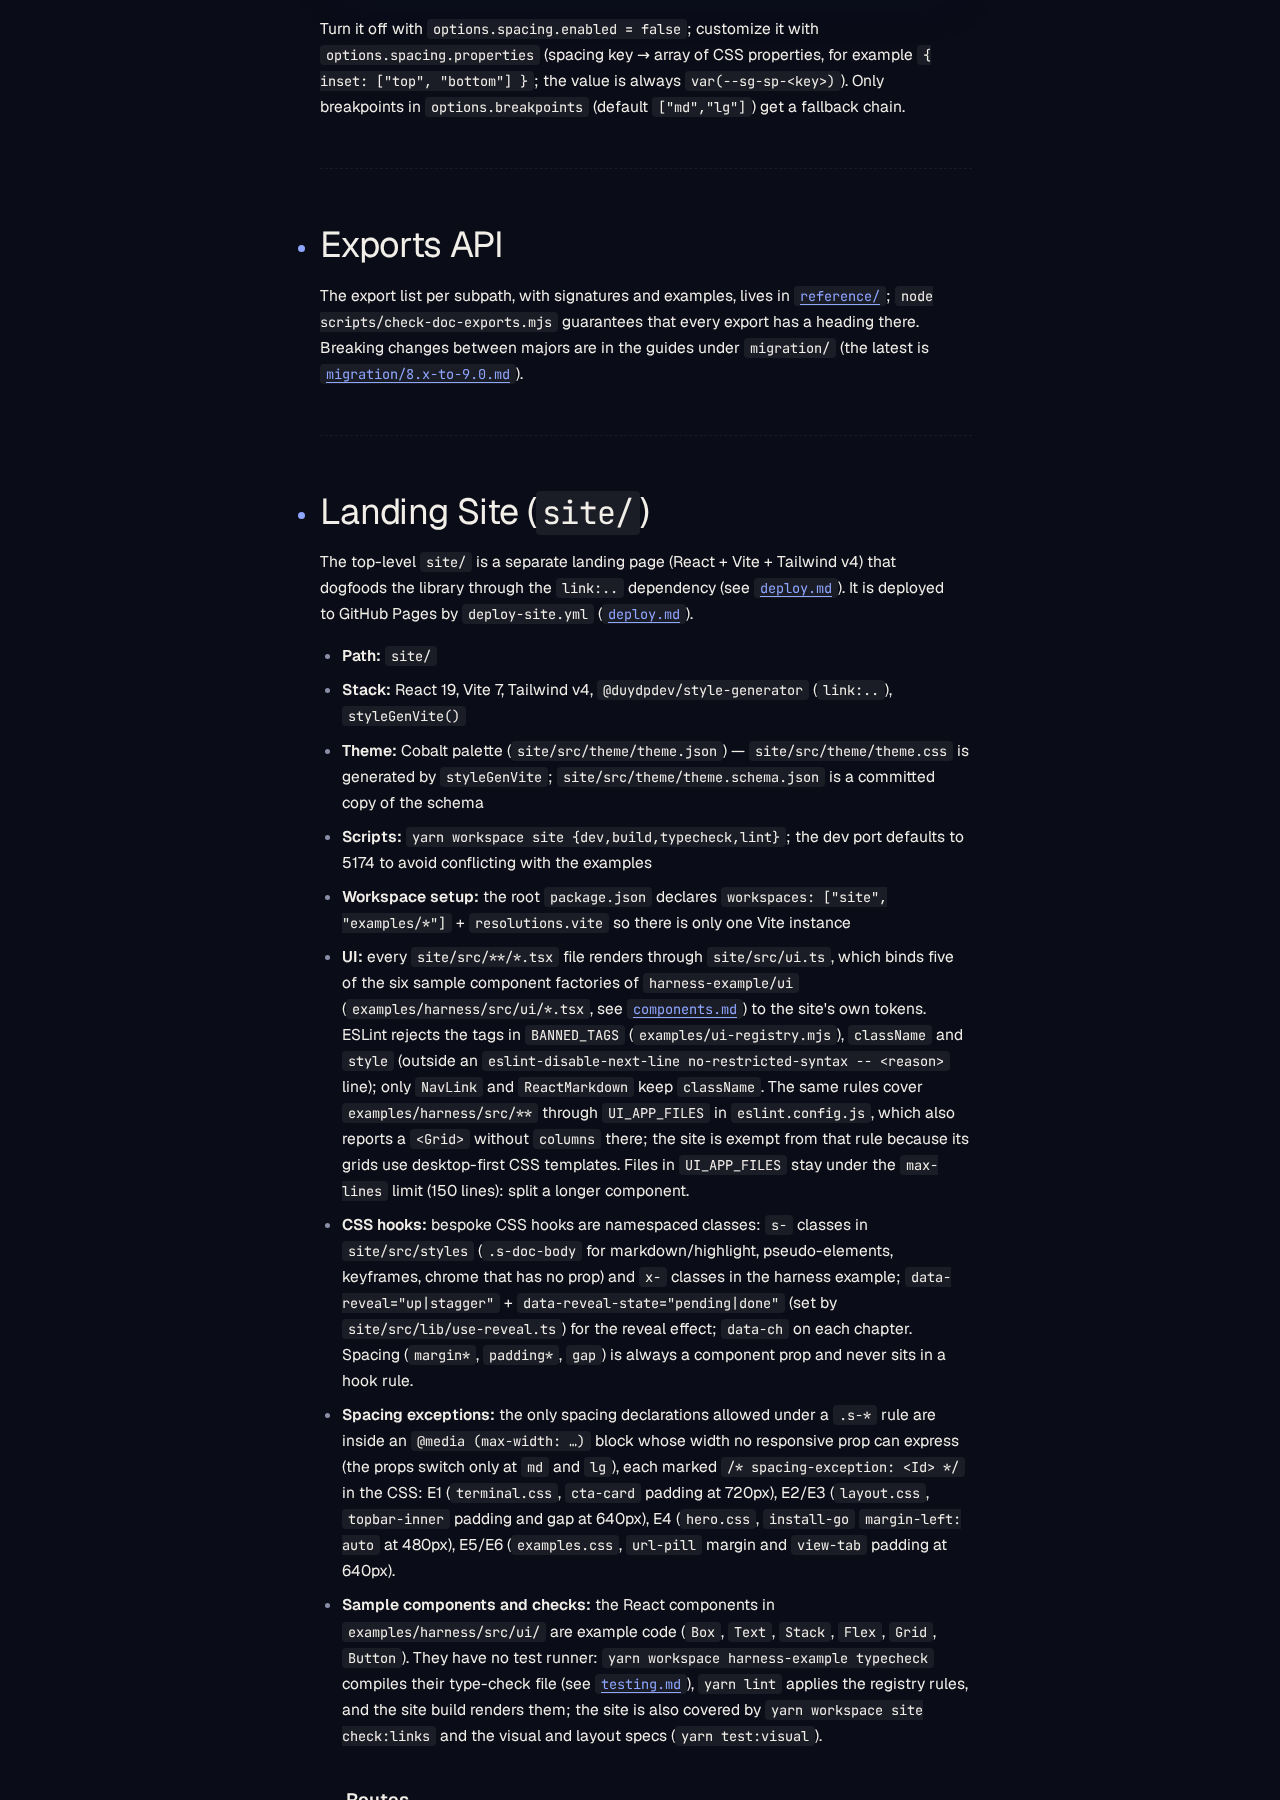 Turn it off with options.spacing.enabled = false; customize it with
options.spacing.properties (spacing key → array of CSS properties, for example {
inset: ["top", "bottom"] }; the value is always var(--sg-sp-<key>)). Only
breakpoints in options.breakpoints (default ["md","lg"]) get a fallback chain.
Exports API
The export list per subpath, with signatures and examples, lives in reference/; node
scripts/check-doc-exports.mjs guarantees that every export has a heading there.
Breaking changes between majors are in the guides under migration/ (the latest is
migration/8.x-to-9.0.md).
Landing Site (site/)
The top-level site/ is a separate landing page (React + Vite + Tailwind v4) that
dogfoods the library through the link:.. dependency (see deploy.md). It is deployed
to GitHub Pages by deploy-site.yml (deploy.md).
• Path: site/
• Stack: React 19, Vite 7, Tailwind v4, @duydpdev/style-generator (link:..),
styleGenVite()
• Theme: Cobalt palette (site/src/theme/theme.json) — site/src/theme/theme.css is
generated by styleGenVite; site/src/theme/theme.schema.json is a committed
copy of the schema
• Scripts: yarn workspace site {dev,build,typecheck,lint}; the dev port defaults to
5174 to avoid conflicting with the examples
• Workspace setup: the root package.json declares workspaces: ["site",
"examples/*"] + resolutions.vite so there is only one Vite instance
• UI: every site/src/**/*.tsx file renders through site/src/ui.ts, which binds five
of the six sample component factories of harness-example/ui
(examples/harness/src/ui/*.tsx, see components.md) to the site's own tokens.
ESLint rejects the tags in BANNED_TAGS (examples/ui-registry.mjs), className and
style (outside an eslint-disable-next-line no-restricted-syntax -- <reason>
line); only NavLink and ReactMarkdown keep className. The same rules cover
examples/harness/src/** through UI_APP_FILES in eslint.config.js, which also
reports a <Grid> without columns there; the site is exempt from that rule because its
grids use desktop-first CSS templates. Files in UI_APP_FILES stay under the max-
lines limit (150 lines): split a longer component.
• CSS hooks: bespoke CSS hooks are namespaced classes: s- classes in
site/src/styles (.s-doc-body for markdown/highlight, pseudo-elements,
keyframes, chrome that has no prop) and x- classes in the harness example; data-
reveal="up|stagger" + data-reveal-state="pending|done" (set by
site/src/lib/use-reveal.ts) for the reveal effect; data-ch on each chapter.
Spacing (margin*, padding*, gap) is always a component prop and never sits in a
hook rule.
• Spacing exceptions: the only spacing declarations allowed under a .s-* rule are
inside an @media (max-width: …) block whose width no responsive prop can express
(the props switch only at md and lg), each marked /* spacing-exception: <Id> */
in the CSS: E1 (terminal.css, cta-card padding at 720px), E2/E3 (layout.css,
topbar-inner padding and gap at 640px), E4 (hero.css, install-go margin-left:
auto at 480px), E5/E6 (examples.css, url-pill margin and view-tab padding at
640px).
• Sample components and checks: the React components in
examples/harness/src/ui/ are example code (Box, Text, Stack, Flex, Grid,
Button). They have no test runner: yarn workspace harness-example typecheck
compiles their type-check file (see testing.md), yarn lint applies the registry rules,
and the site build renders them; the site is also covered by yarn workspace site
check:links and the visual and layout specs (yarn test:visual).
Routes